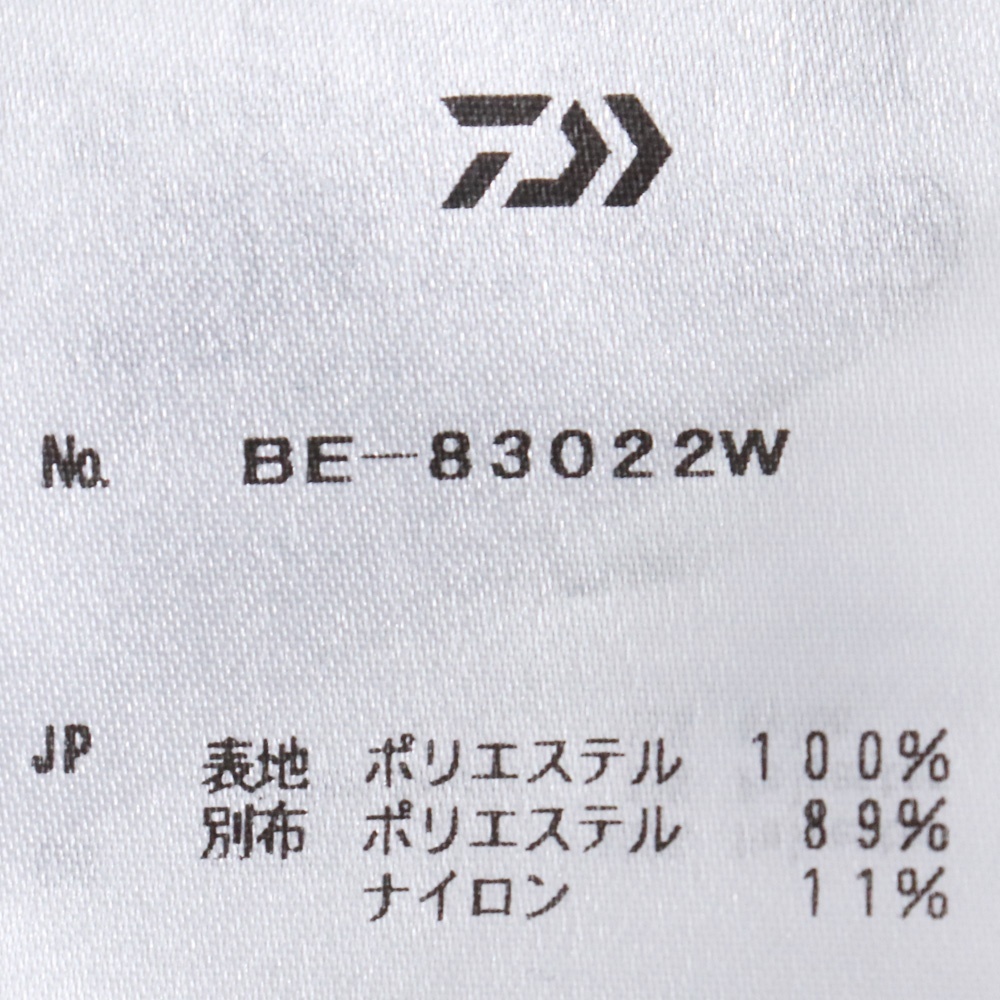 No. BE-83022W
JP 表地 ポリエステル 100%
別布 ポリエステル 89%
ナイロン 11%